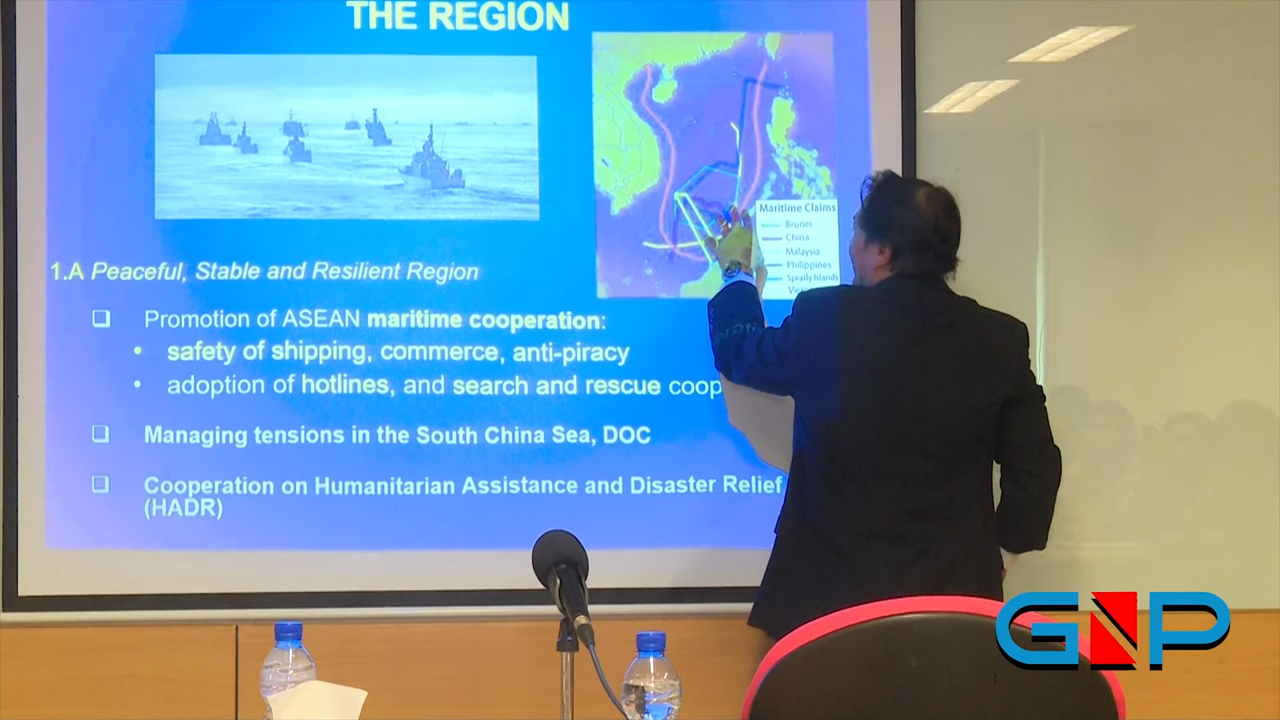 THE REGION
Maritime Claims
Brunei
China
Malaysia
Philippines
Spratly Islands
1.A Peaceful, Stable and Resilient Region
❑ Promotion of ASEAN maritime cooperation:
• safety of shipping, commerce, anti-piracy
• adoption of hotlines, and search and rescue coop
❑ Managing tensions in the South China Sea, DOC
❑ Cooperation on Humanitarian Assistance and Disaster Relief
(HADR)
GNP